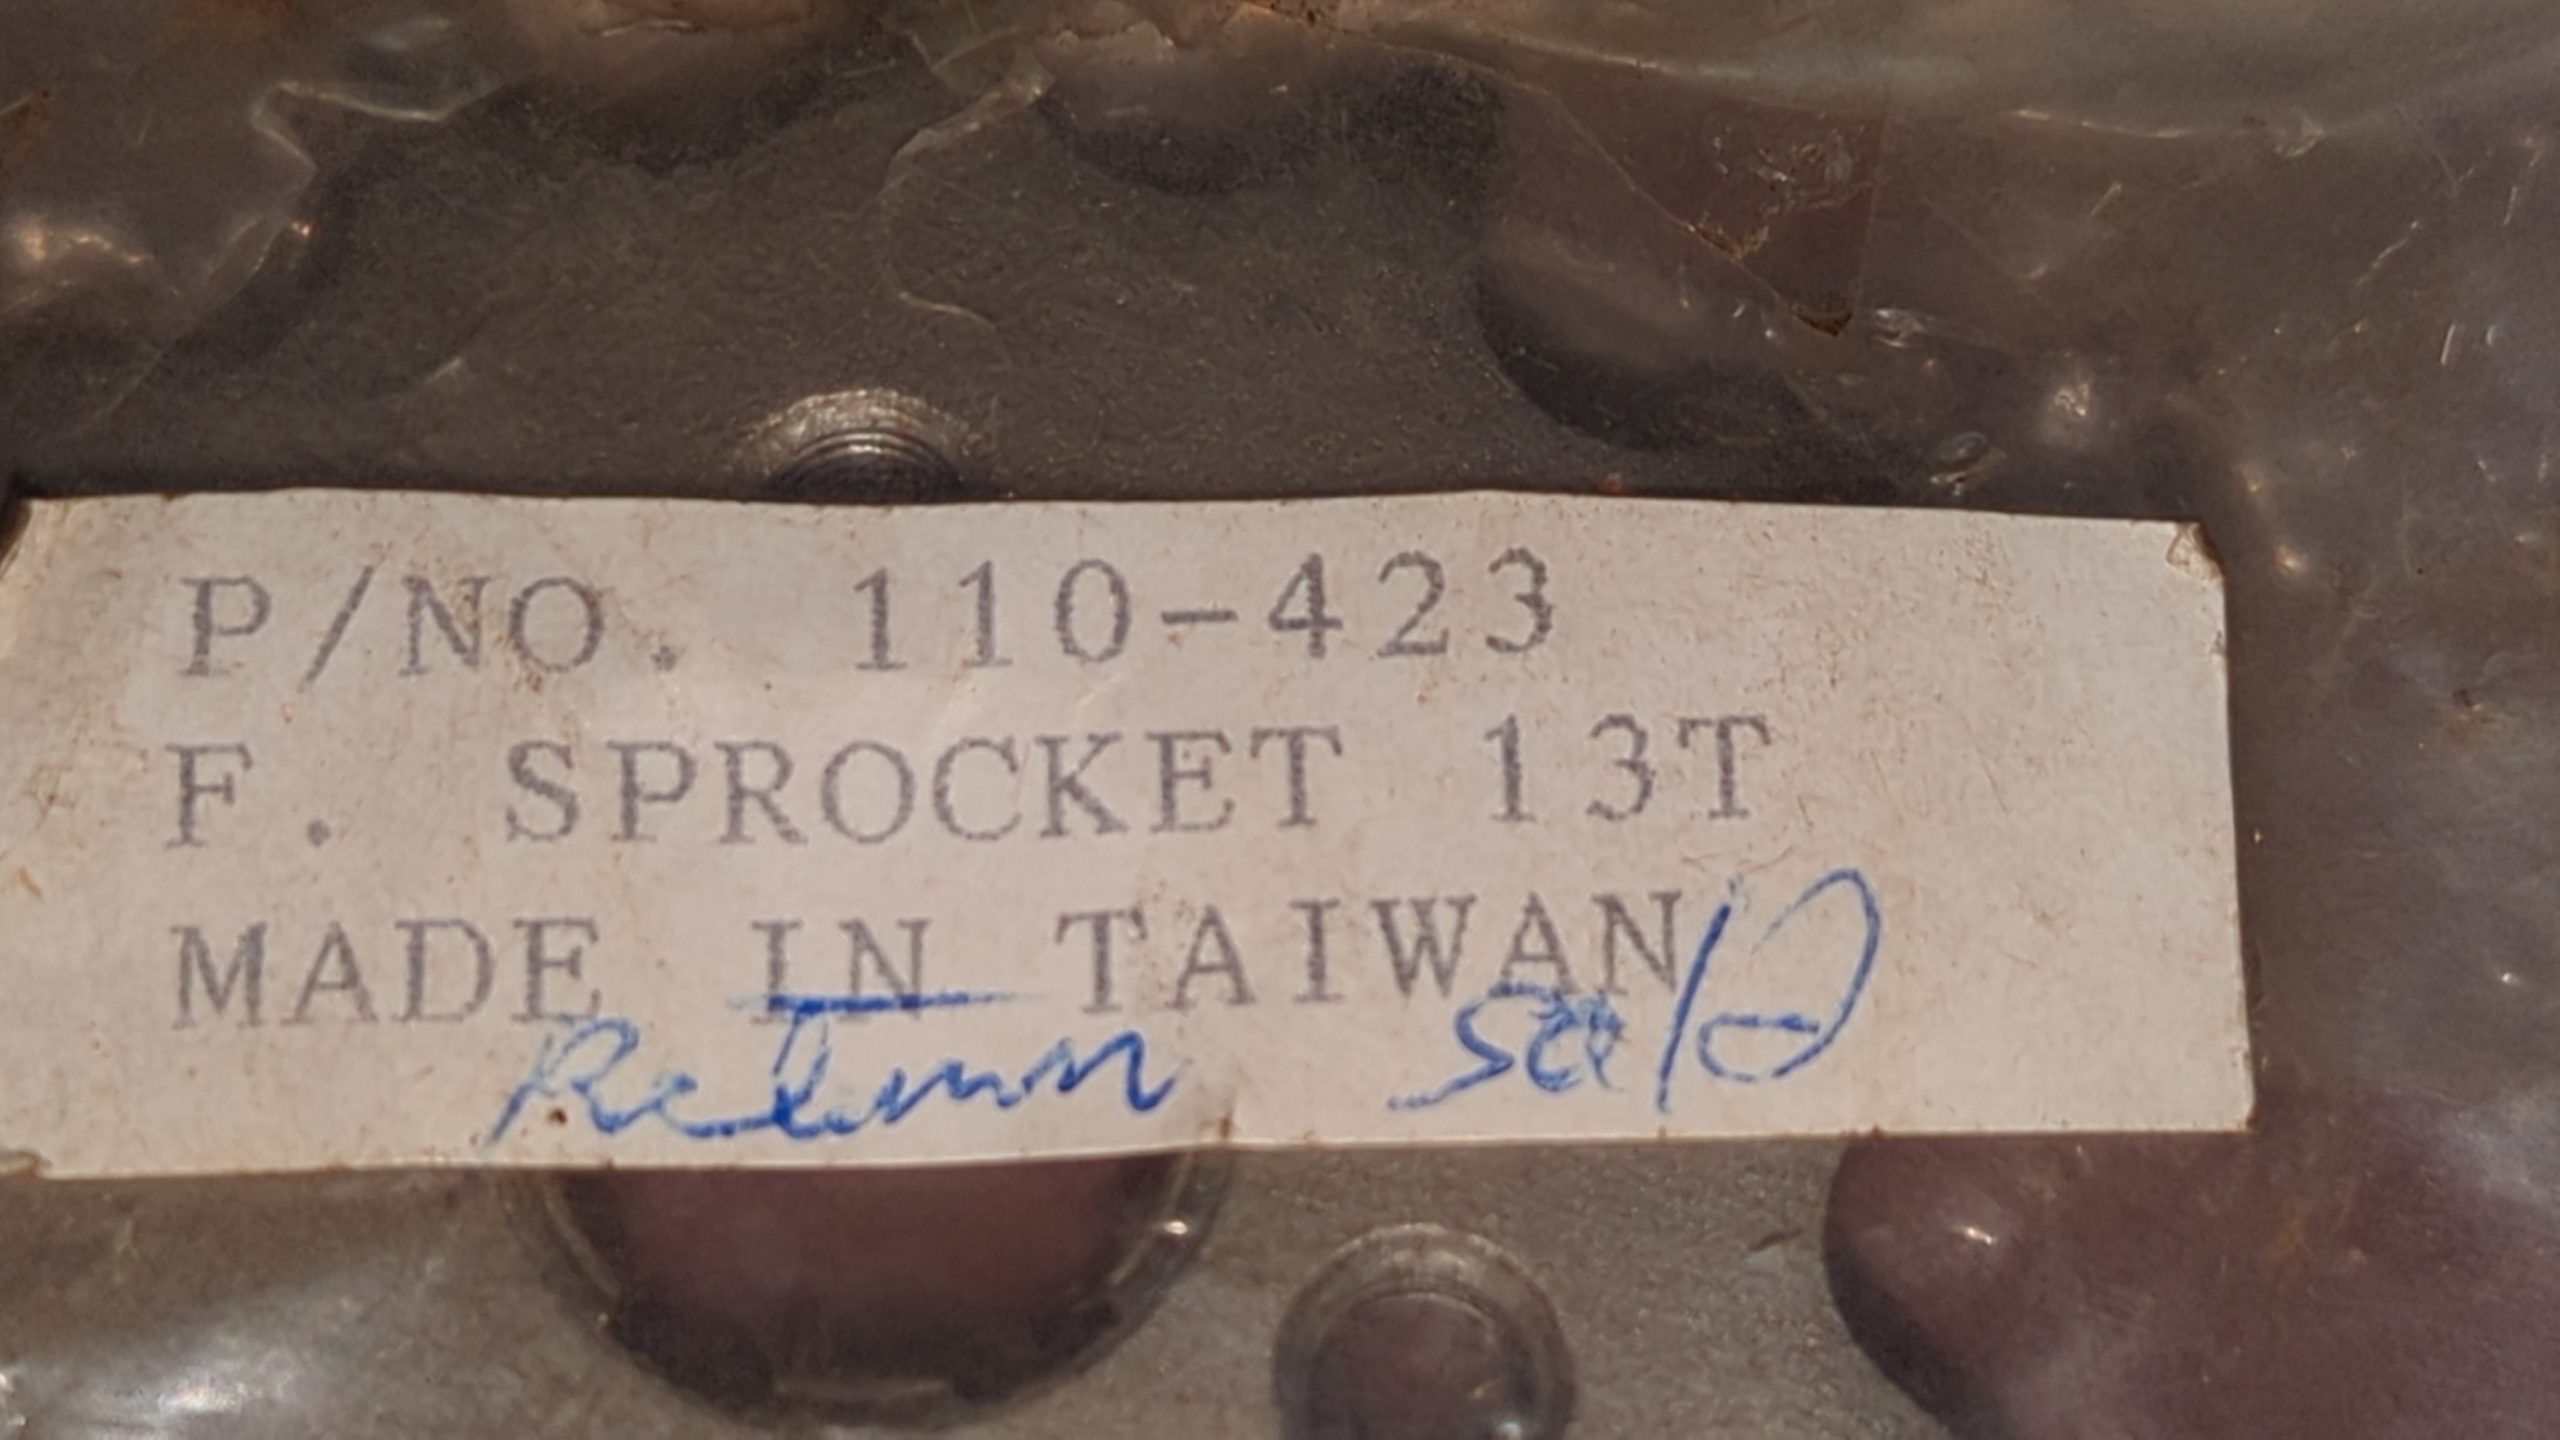 P/NO. 110-423
F. SPROCKET 13T
MADE IN TAIWAN
Return